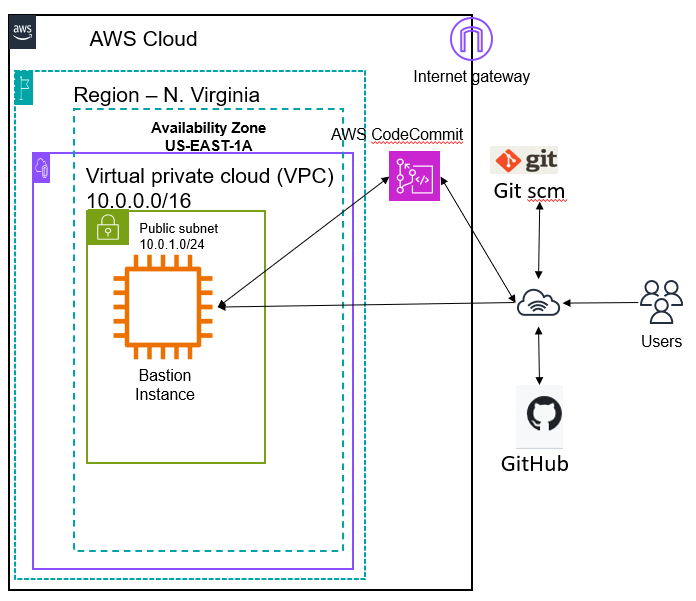 aws
AWS Cloud
Internet gateway
Region – N. Virginia
Availability Zone
US-EAST-1A
AWS CodeCommit
git
Git scm
Virtual private cloud (VPC)
10.0.0.0/16
Public subnet
10.0.1.0/24
Users
Bastion
Instance
GitHub